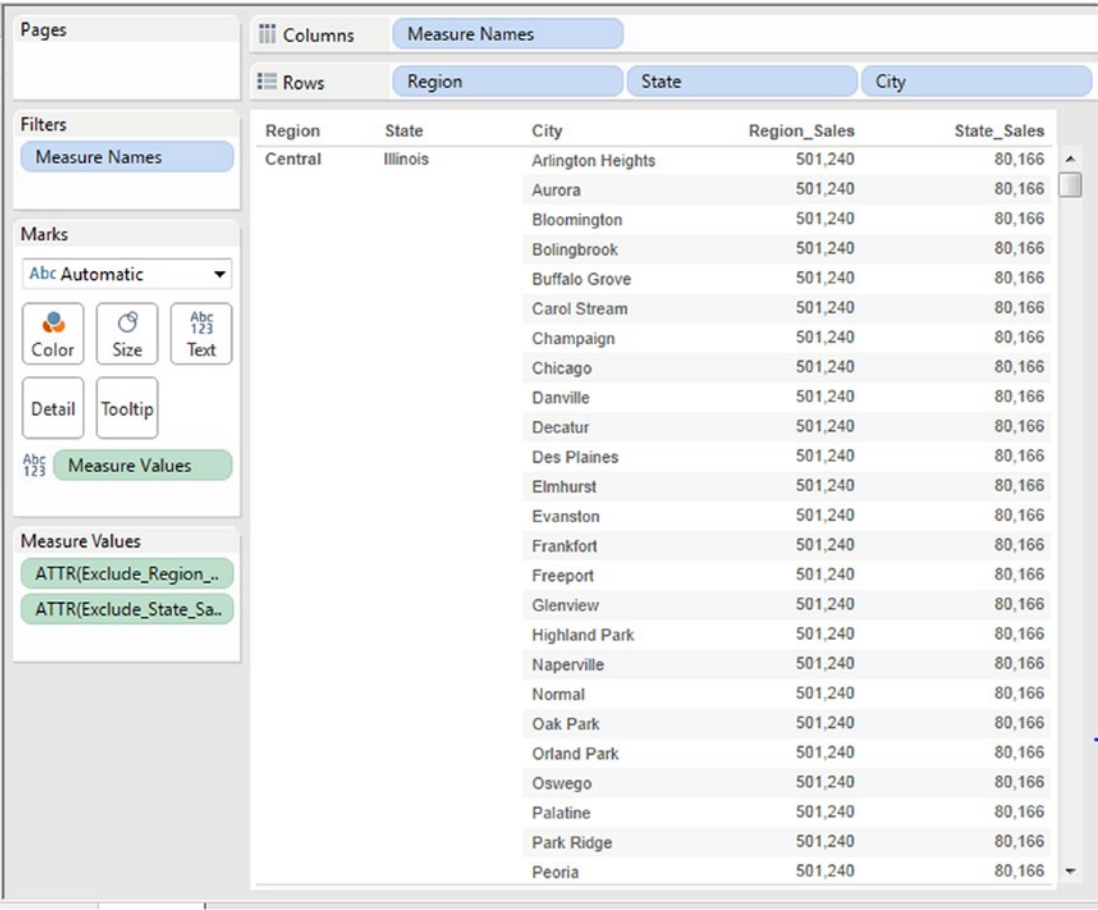 Pages
Columns Measure Names
Rows Region State City
Filters
Measure Names
Marks
Abc Automatic
Color Size Abc 123 Text
Detail Tooltip
Abc 123 Measure Values
Measure Values
ATTR(Exclude_Region_..
ATTR(Exclude_State_Sa..
Region State City Region_Sales State_Sales
Central Illinois Arlington Heights 501,240 80,166
Aurora 501,240 80,166
Bloomington 501,240 80,166
Bolingbrook 501,240 80,166
Buffalo Grove 501,240 80,166
Carol Stream 501,240 80,166
Champaign 501,240 80,166
Chicago 501,240 80,166
Danville 501,240 80,166
Decatur 501,240 80,166
Des Plaines 501,240 80,166
Elmhurst 501,240 80,166
Evanston 501,240 80,166
Frankfort 501,240 80,166
Freeport 501,240 80,166
Glenview 501,240 80,166
Highland Park 501,240 80,166
Naperville 501,240 80,166
Normal 501,240 80,166
Oak Park 501,240 80,166
Orland Park 501,240 80,166
Oswego 501,240 80,166
Palatine 501,240 80,166
Park Ridge 501,240 80,166
Peoria 501,240 80,166